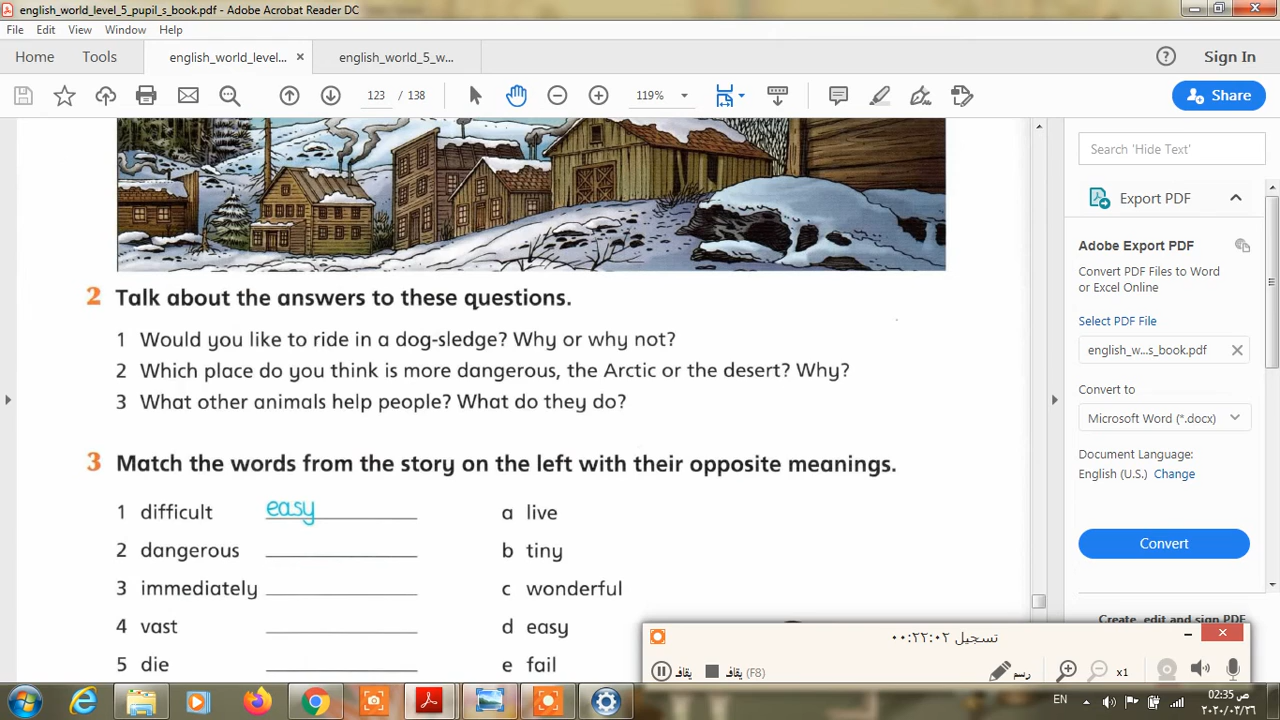 english_world_level_5_pupil_s_book.pdf - Adobe Acrobat Reader DC
File Edit View Window Help
Home Tools english_world_level... × english_world_5_w...
? Sign In
123 / 138 119% Share
Search 'Hide Text'
Export PDF
Adobe Export PDF
Convert PDF Files to Word
or Excel Online
Select PDF File
english_w...s_book.pdf
Convert to
Microsoft Word (*.docx)
Document Language:
English (U.S.) Change
Convert
Create, edit and sign PDF
2 Talk about the answers to these questions.
1 Would you like to ride in a dog-sledge? Why or why not?
2 Which place do you think is more dangerous, the Arctic or the desert? Why?
3 What other animals help people? What do they do?
3 Match the words from the story on the left with their opposite meanings.
1 difficult easy a live
2 dangerous b tiny
3 immediately c wonderful
4 vast d easy
5 die e fail
تسجيل ٠٠:٢٢:٠٢
يقاف يقاف (F8) رسم x1
EN 02:35 ص
٢٠٢٠/٠٣/٢٦